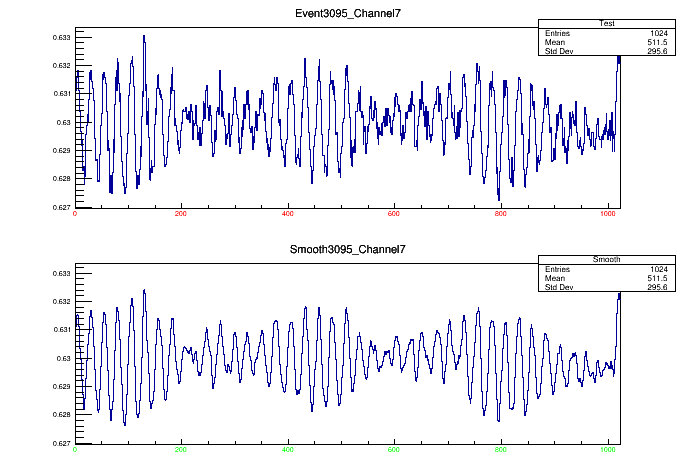 Event3095_Channel7
Test
Entries 1024
Mean 511.5
Std Dev 295.6
0.633
0.632
0.631
0.63
0.629
0.628
0.627
0 200 400 600 800 1000
Smooth3095_Channel7
Smooth
Entries 1024
Mean 511.5
Std Dev 295.6
0.633
0.632
0.631
0.63
0.629
0.628
0.627
0 200 400 600 800 1000